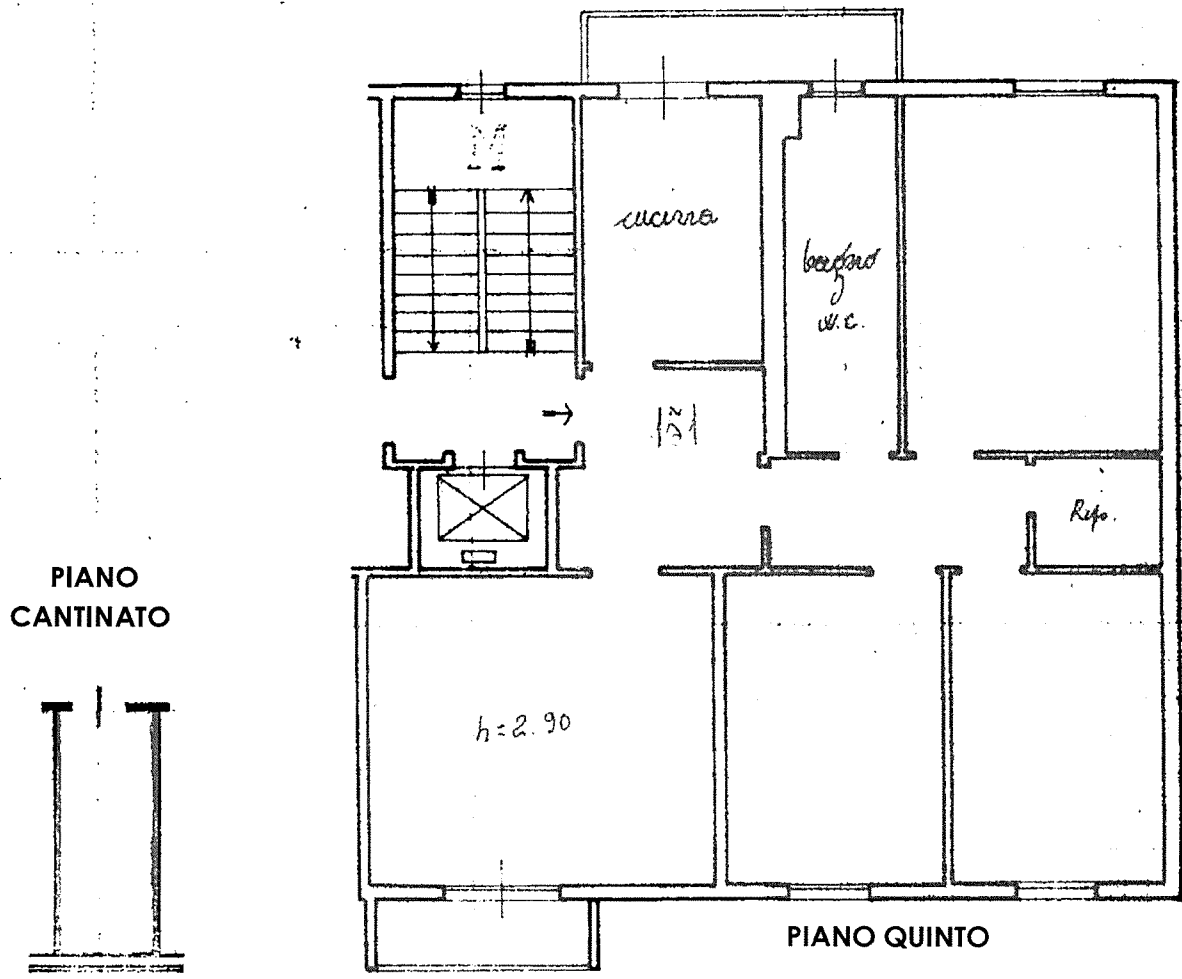 cucina
bagno
w.c.
Rip.
PIANO
CANTINATO
h=2.90
PIANO QUINTO